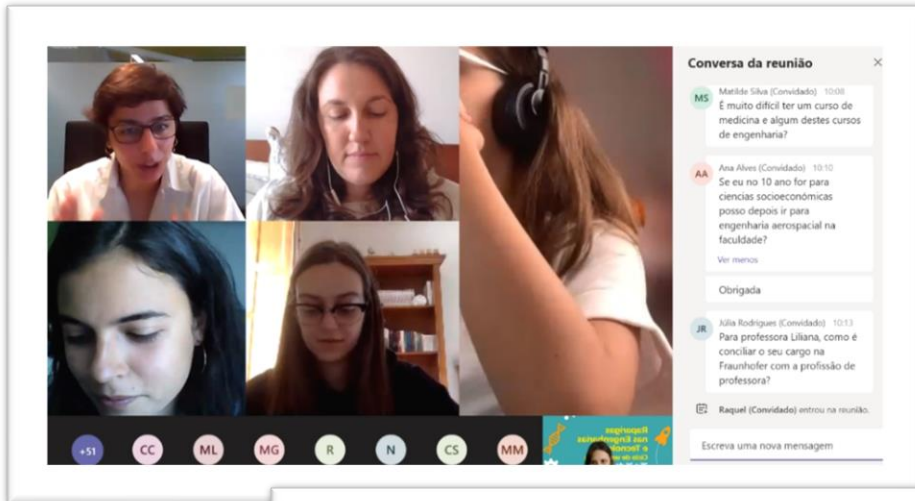 Conversa da reunião
MS
Matilde Silva (Convidado) 10:08
É muito difícil ter um curso de
medicina e algum destes cursos
de engenharia?
AA
Ana Alves (Convidado) 10:10
Se eu no 10 ano for para
ciencias socioeconómicas
posso depois ir para
engenharia aerospacial na
faculdade?
Ver menos
Obrigada
JR
Júlia Rodrigues (Convidado) 10:13
Para professora Liliana, como é
conciliar o seu cargo na
Fraunhofer com a profissão de
professora?
Raquel (Convidado) entrou na reunião.
Escreva uma nova mensagem
+51 CC ML MG R N CS MM
Raparigas
nas Engenharias
e Tecnologias